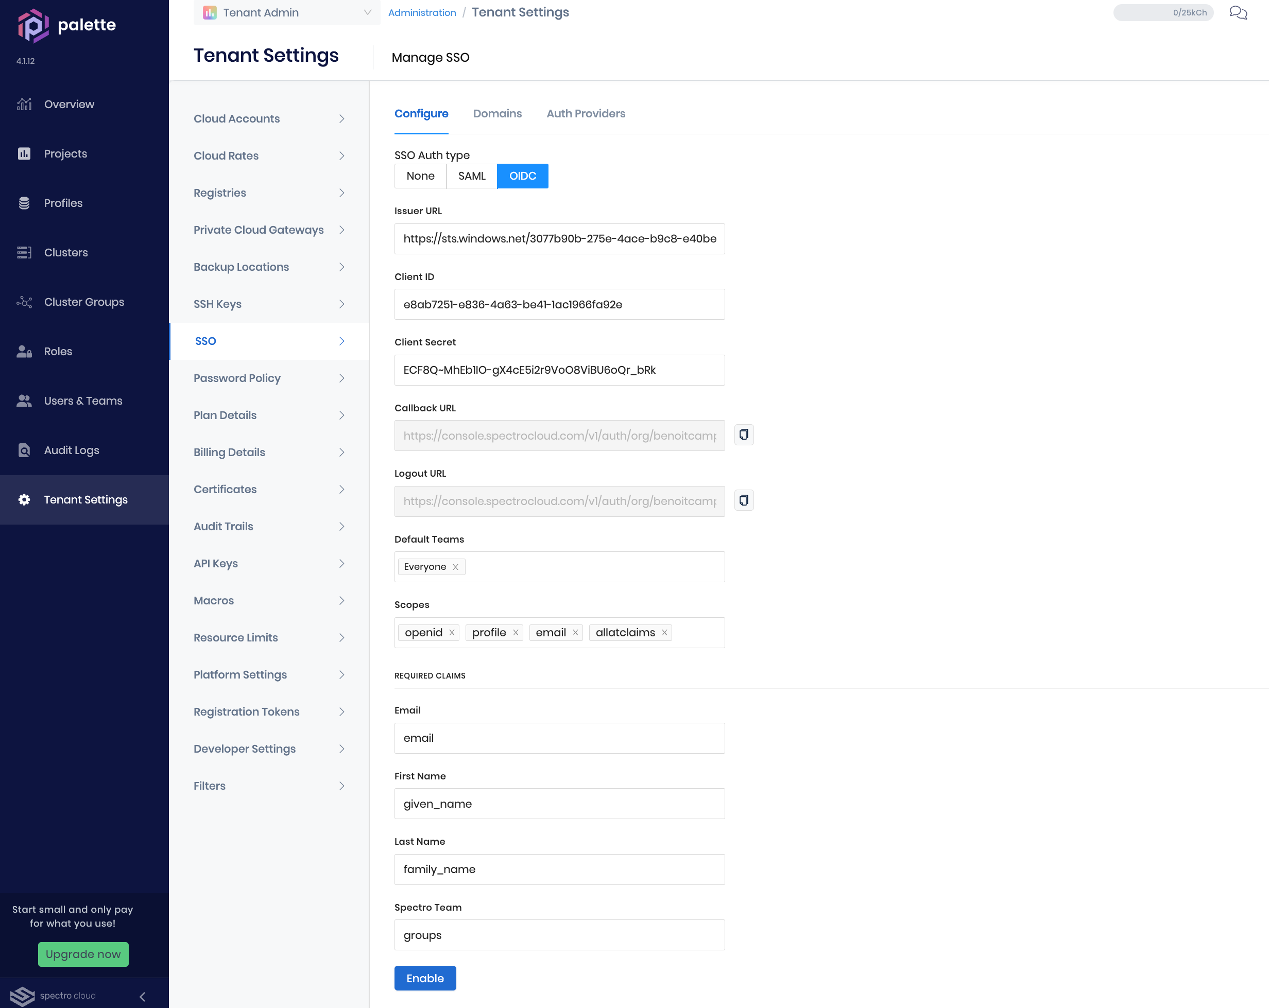 palette
4.1.12
Overview
Projects
Profiles
Clusters
Cluster Groups
Roles
Users & Teams
Audit Logs
Tenant Settings
Start small and only pay
for what you use!
Upgrade now
spectro cloud
Tenant Admin
Administration / Tenant Settings
0/25kCh
Tenant Settings
Manage SSO
Cloud Accounts
Cloud Rates
Registries
Private Cloud Gateways
Backup Locations
SSH Keys
SSO
Password Policy
Plan Details
Billing Details
Certificates
Audit Trails
API Keys
Macros
Resource Limits
Platform Settings
Registration Tokens
Developer Settings
Filters
Configure Domains Auth Providers
SSO Auth type
None SAML OIDC
Issuer URL
https://sts.windows.net/3077b90b-275e-4ace-b9c8-e40be
Client ID
e8ab7251-e836-4a63-be41-1ac1966fa92e
Client Secret
ECF8Q~MhEb1IO-gX4cE5i2r9VoO8ViBU6oQr_bRk
Callback URL
https://console.spectrocloud.com/v1/auth/org/benoitcamp
Logout URL
https://console.spectrocloud.com/v1/auth/org/benoitcamp
Default Teams
Everyone
Scopes
openid profile email allatclaims
REQUIRED CLAIMS
Email
email
First Name
given_name
Last Name
family_name
Spectro Team
groups
Enable